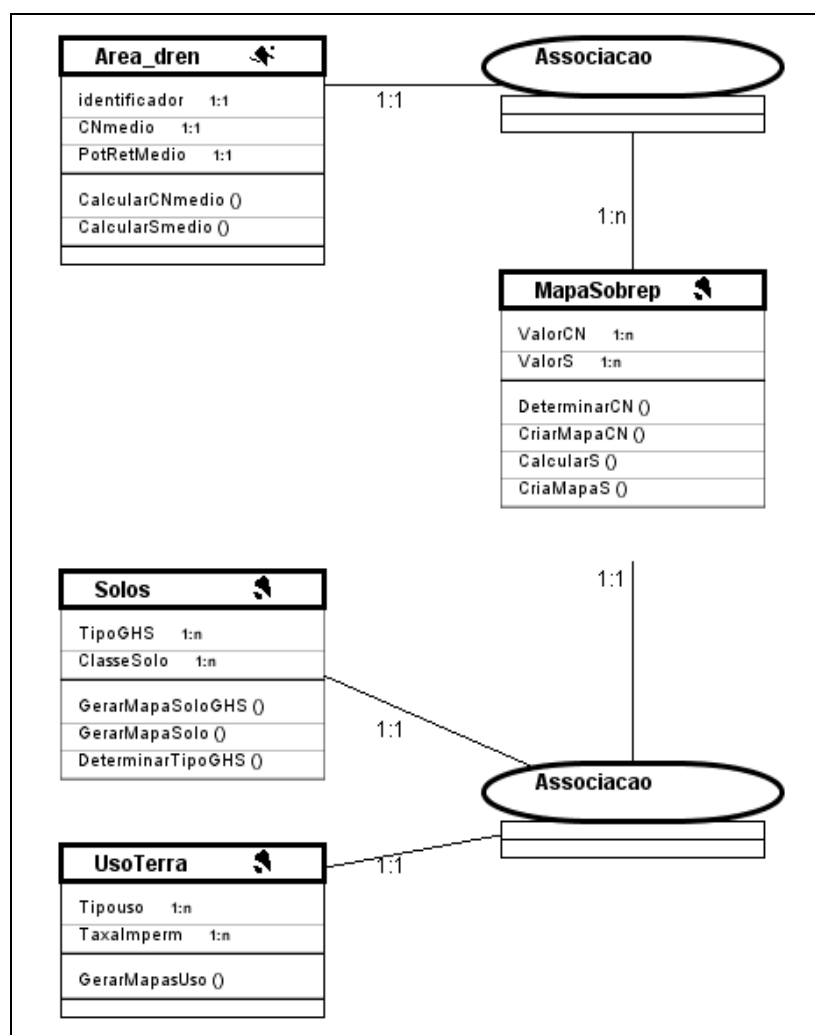 Area_dren
identificador 1:1
CNmedio 1:1
PotRetMedio 1:1
CalcularCNmedio ()
CalcularSmedio ()
1:1
Associacao
1:n
MapaSobrep
ValorCN 1:n
ValorS 1:n
DeterminarCN ()
CriarMapaCN ()
CalcularS ()
CriaMapaS ()
1:1
Solos
TipoGHS 1:n
ClasseSolo 1:n
GerarMapaSoloGHS ()
GerarMapaSolo ()
DeterminarTipoGHS ()
1:1
Associacao
UsoTerra
Tipouso 1:n
TaxaImperm 1:n
GerarMapasUso ()
1:1